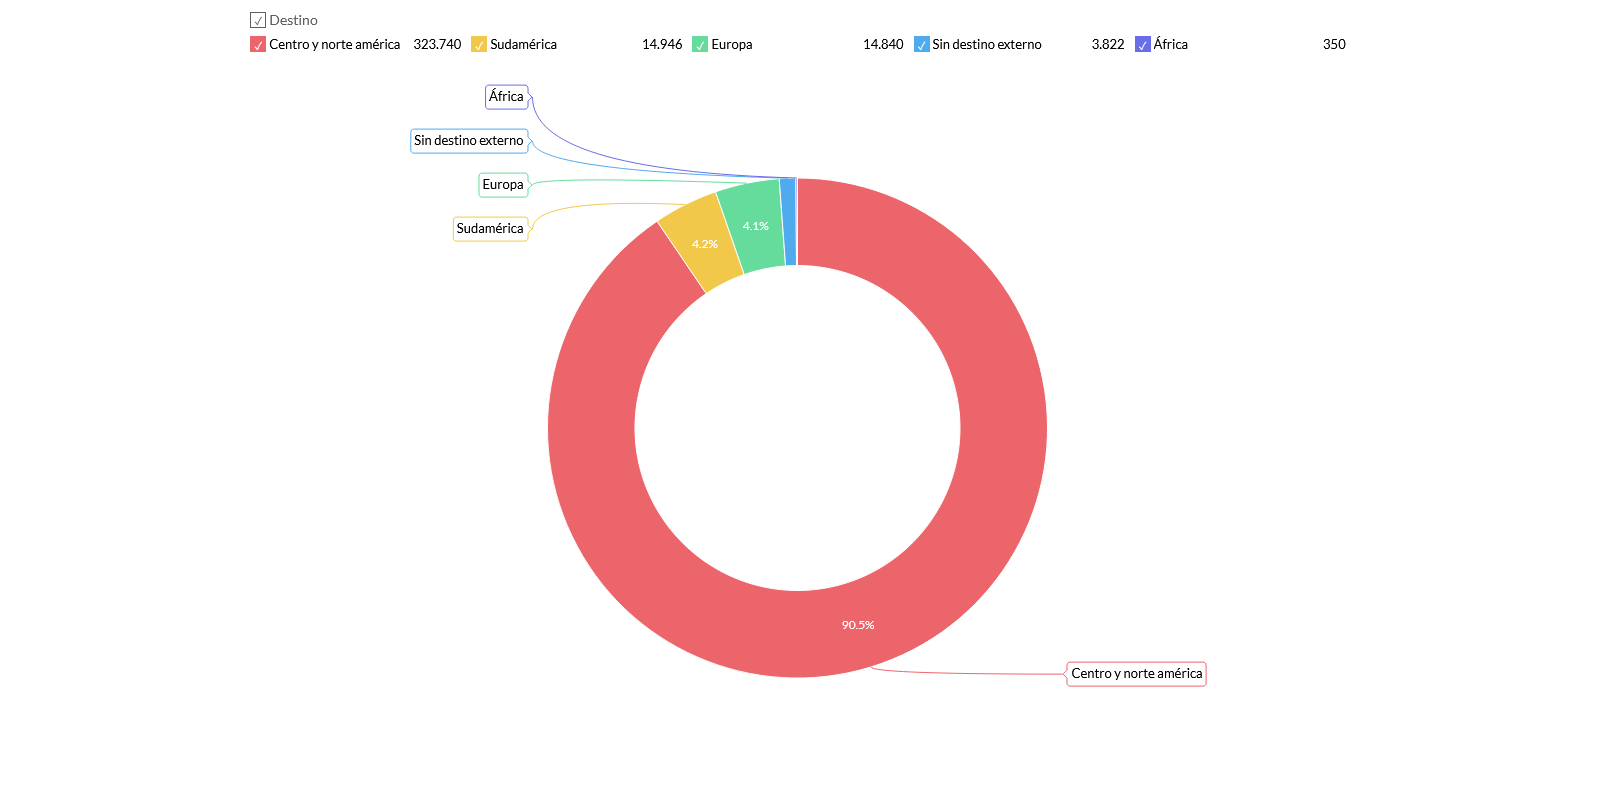 Destino
Centro y norte américa 323.740 Sudamérica 14.946 Europa 14.840 Sin destino externo 3.822 África 350
África
Sin destino externo
Europa
Sudamérica
4.1%
4.2%
90.5%
Centro y norte américa